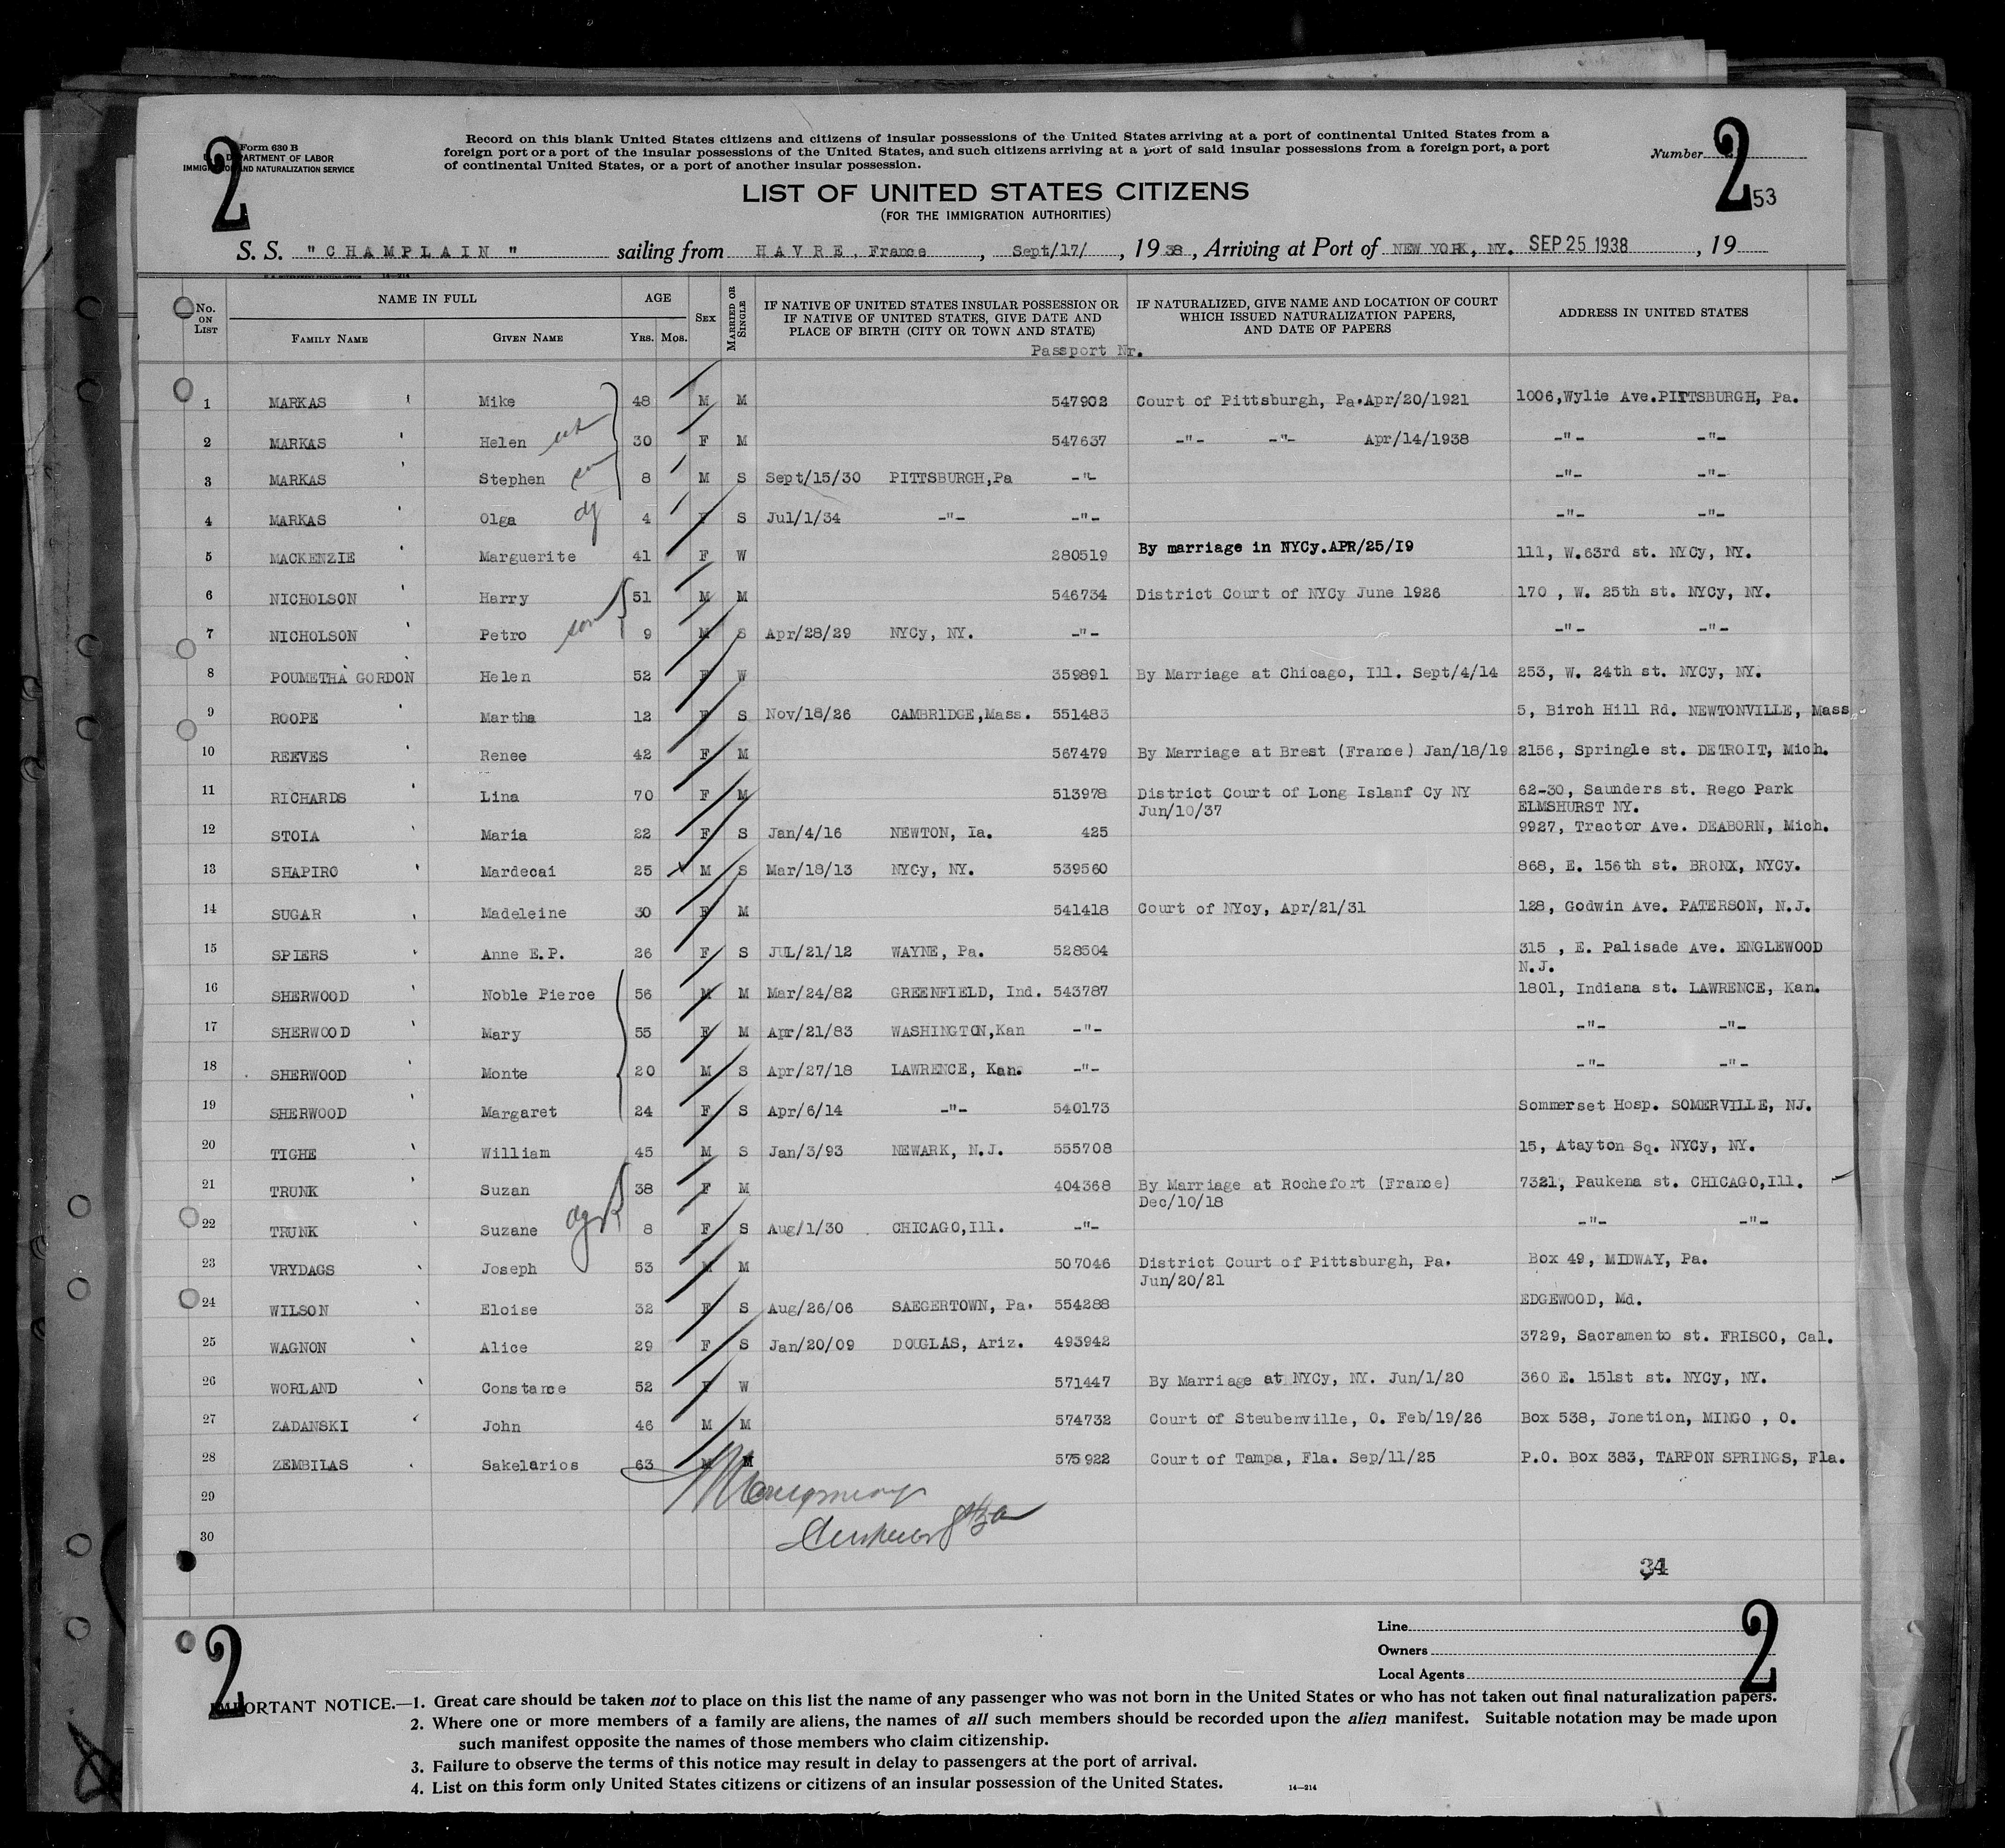 2 2
Form 630 B
DEPARTMENT OF LABOR
IMMIGRATION AND NATURALIZATION SERVICE
Record on this blank United States citizens and citizens of insular possessions of the United States arriving at a port of continental United States from a
foreign port or a port of the insular possessions of the United States, and such citizens arriving at a port of said insular possessions from a foreign port, a port
of continental United States, or a port of another insular possession.
Number
53
LIST OF UNITED STATES CITIZENS
(FOR THE IMMIGRATION AUTHORITIES)
S. S. "CHAMPLAIN" sailing from HAVRE, France, Sept/17/, 1938, Arriving at Port of NEW YORK, NY. SEP 25 1938, 19
U. S. GOVERNMENT PRINTING OFFICE 14-214
No. ON LIST NAME IN FULL FAMILY NAME GIVEN NAME AGE YRS. MOS. SEX MARRIED OR SINGLE IF NATIVE OF UNITED STATES INSULAR POSSESSION OR IF NATIVE OF UNITED STATES, GIVE DATE AND PLACE OF BIRTH (CITY OR TOWN AND STATE) IF NATURALIZED, GIVE NAME AND LOCATION OF COURT WHICH ISSUED NATURALIZATION PAPERS, AND DATE OF PAPERS ADDRESS IN UNITED STATES
Passport Nr.
1 MARKAS Mike 48 M M 547902 Court of Pittsburgh, Pa.Apr/20/1921 1006,Wylie Ave.PITTSBURGH, Pa.
2 MARKAS Helen 30 F M 547637 -"- -"- Apr/14/1938 -"- -"-
3 MARKAS Stephen 8 M S Sept/15/30 PITTSBURGH,Pa -"- -"- -"-
4 MARKAS Olga 4 F S Jul/1/34 -"- -"- -"- -"-
5 MACKENZIE Marguerite 41 F W 280519 By marriage in NYCy.APR/25/I9 111, W.63rd st. NYCy, NY.
6 NICHOLSON Harry 51 M M 546734 District Court of NYCy June 1926 170 , W. 25th st. NYCy, NY.
7 NICHOLSON Petro son 9 M S Apr/28/29 NYCy, NY. -"- -"- -"-
8 POUMETHA GORDON Helen 52 F W 359891 By Marriage at Chicago, Ill. Sept/4/14 253, W. 24th st. NYCy, NY.
9 ROOPE Martha 12 F S Nov/18/26 CAMBRIDGE,Mass. 551483 5, Birch Hill Rd. NEWTONVILLE, Mass
10 REEVES Renee 42 F M 567479 By Marriage at Brest (France) Jan/18/19 2156, Springle st. DETROIT, Mich.
11 RICHARDS Lina 70 F M 513978 District Court of Long Islanf Cy NY 62-30, Saunders st. Rego Park
Jun/10/37 ELMSHURST NY.
12 STOIA Maria 22 F S Jan/4/16 NEWTON, Ia. 425 9927, Tractor Ave. DEABORN, Mich.
13 SHAPIRO Mardecai 25 M S Mar/18/13 NYCy, NY. 539560 868, E. 156th st. BRONX, NYCy.
14 SUGAR Madeleine 30 F M 541418 Court of NYcy, Apr/21/31 128, Godwin Ave. PATERSON, N.J.
15 SPIERS Anne E.P. 26 F S JUL/21/12 WAYNE, Pa. 528504 315 , E. Palisade Ave. ENGLEWOOD
N.J.
16 SHERWOOD Noble Pierce 56 M M Mar/24/82 GREENFIELD, Ind. 543787 1801, Indiana st. LAWRENCE, Kan.
17 SHERWOOD Mary 55 F M Apr/21/83 WASHINGTON,Kan -"- -"- -"-
18 SHERWOOD Monte 20 M S Apr/27/18 LAWRENCE, Kan. -"- -"- -"-
19 SHERWOOD Margaret 24 F S Apr/6/14 -"- 540173 Sommerset Hosp. SOMERVILLE, NJ.
20 TIGHE William 45 M S Jan/3/93 NEWARK, N.J. 555708 15, Atayton Sq. NYCy, NY.
21 TRUNK Suzan 38 F M 404368 By Marriage at Rochefort (France) 7321, Paukena st. CHICAGO,Ill.
Dec/10/18
22 TRUNK Suzane 8 F S Aug/1/30 CHICAGO,Ill. -"- -"- -"-
23 VRYDAGS Joseph 53 M M 507046 District Court of Pittsburgh, Pa. Box 49, MIDWAY, Pa.
Jun/20/21
24 WILSON Eloise 32 F S Aug/26/06 SAEGERTOWN, Pa. 554288 EDGEWOOD, Md.
25 WAGNON Alice 29 F S Jan/20/09 DOUGLAS, Ariz. 493942 3729, Sacramento st. FRISCO, Cal.
26 WORLAND Constance 52 F W 571447 By Marriage at NYCy, NY. Jun/1/20 360 E. 151st st. NYCy, NY.
27 ZADANSKI John 46 M M 574732 Court of Steubenville, O. Feb/19/26 Box 538, Jonetion, MINGO , O.
28 ZEMBILAS Sakelarios 63 M M 575922 Court of Tampa, Fla. Sep/11/25 P.O. Box 383, TARPON SPRINGS, Fla.
29
30
34
Line
Owners
Local Agents
2 2
IMPORTANT NOTICE.—1. Great care should be taken not to place on this list the name of any passenger who was not born in the United States or who has not taken out final naturalization papers.
2. Where one or more members of a family are aliens, the names of all such members should be recorded upon the alien manifest. Suitable notation may be made upon
such manifest opposite the names of those members who claim citizenship.
3. Failure to observe the terms of this notice may result in delay to passengers at the port of arrival.
4. List on this form only United States citizens or citizens of an insular possession of the United States.
14—214